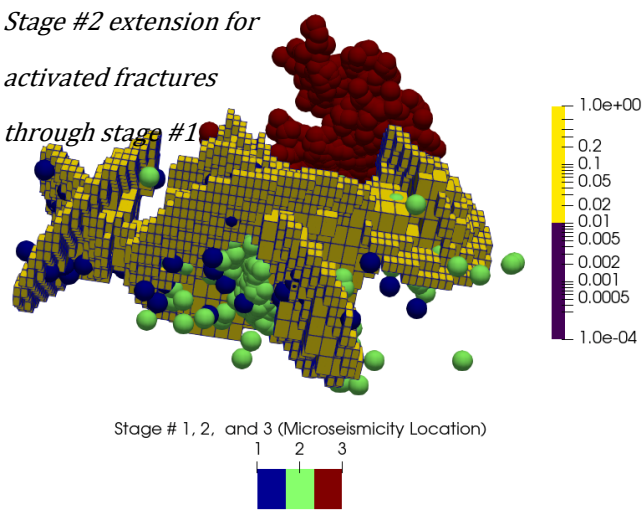 Stage #2 extension for
activated fractures
through stage #1
1.0e+00
0.2
0.1
0.05
0.02
0.01
0.005
0.002
0.001
0.0005
1.0e-04
Stage # 1, 2, and 3 (Microseismicity Location)
1 2 3